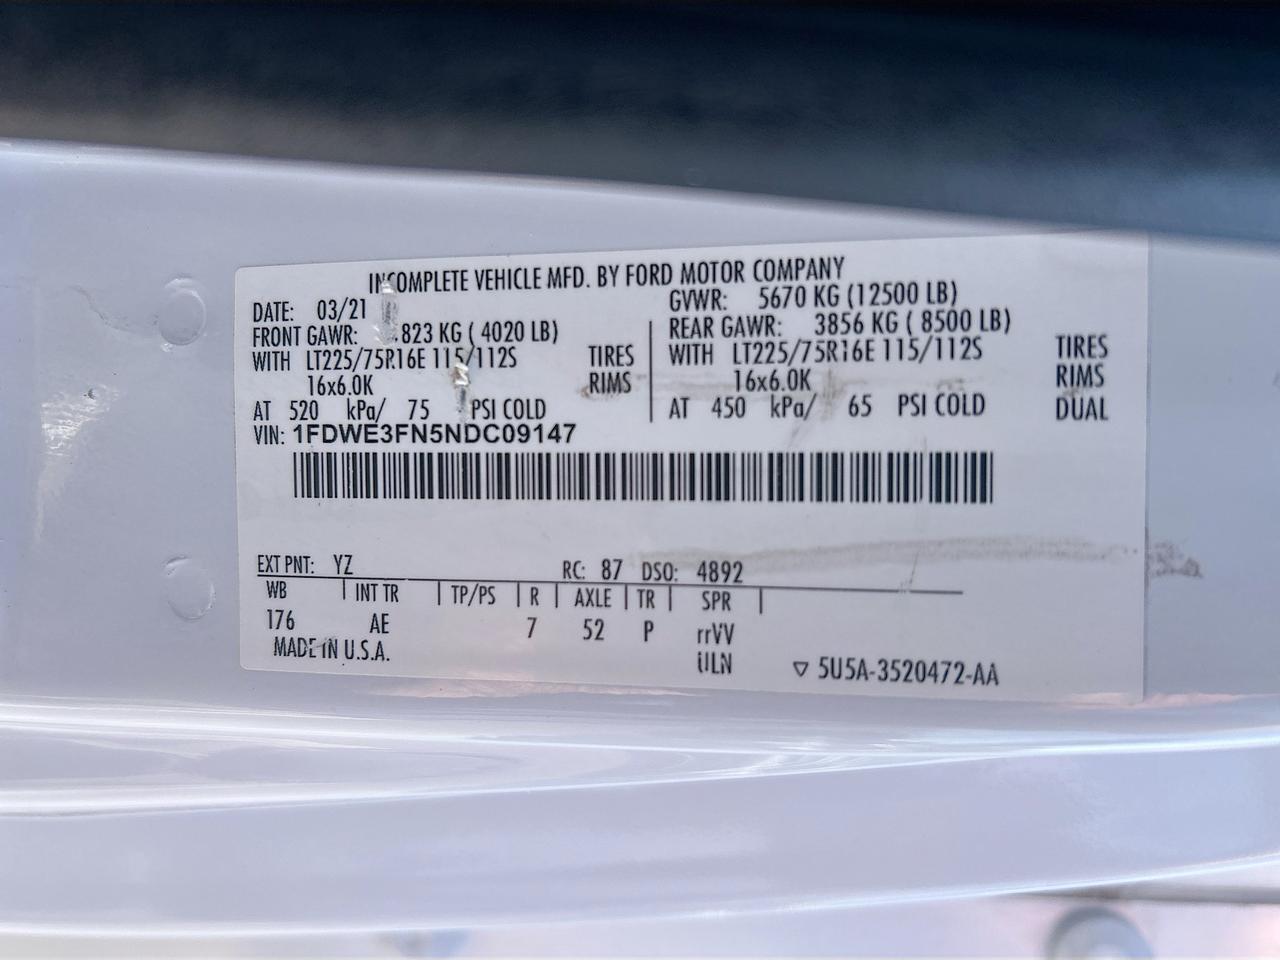 INCOMPLETE VEHICLE MFD. BY FORD MOTOR COMPANY
DATE: 03/21 GVWR: 5670 KG (12500 LB)
FRONT GAWR: 823 KG ( 4020 LB) REAR GAWR: 3856 KG ( 8500 LB)
WITH LT225/75R16E 115/112S TIRES WITH LT225/75R16E 115/112S TIRES
16x6.0K RIMS 16x6.0K RIMS
AT 520 kPa/ 75 PSI COLD AT 450 kPa/ 65 PSI COLD DUAL
VIN: 1FDWE3FN5NDC09147
EXT PNT: YZ RC: 87 DSO: 4892
WB | INT TR | TP/PS | R | AXLE | TR | SPR |
176 AE 7 52 P rrVV
MADE IN U.S.A. ULN ▽ 5U5A-3520472-AA